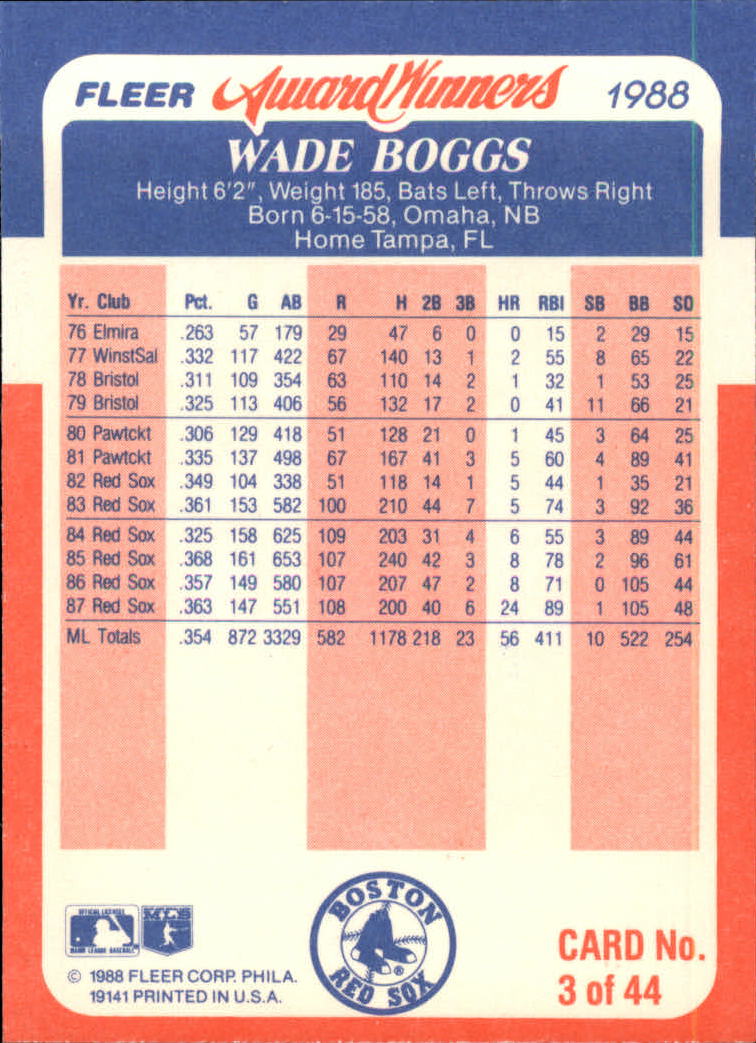 FLEER Award Winners 1988
WADE BOGGS
Height 6'2", Weight 185, Bats Left, Throws Right
Born 6-15-58, Omaha, NB
Home Tampa, FL
Yr. Club Pct. G AB R H 2B 3B HR RBI SB BB SO
76 Elmira .263 57 179 29 47 6 0 0 15 2 29 15
77 WinstSal .332 117 422 67 140 13 1 2 55 8 65 22
78 Bristol .311 109 354 63 110 14 2 1 32 1 53 25
79 Bristol .325 113 406 56 132 17 2 0 41 11 66 21
80 Pawtckt .306 129 418 51 128 21 0 1 45 3 64 25
81 Pawtckt .335 137 498 67 167 41 3 5 60 4 89 41
82 Red Sox .349 104 338 51 118 14 1 5 44 1 35 21
83 Red Sox .361 153 582 100 210 44 7 5 74 3 92 36
84 Red Sox .325 158 625 109 203 31 4 6 55 3 89 44
85 Red Sox .368 161 653 107 240 42 3 8 78 2 96 61
86 Red Sox .357 149 580 107 207 47 2 8 71 0 105 44
87 Red Sox .363 147 551 108 200 40 6 24 89 1 105 48
ML Totals .354 872 3329 582 1178 218 23 56 411 10 522 254
OFFICIAL LICENSEE
MAJOR LEAGUE BASEBALL
BOSTON
RED SOX
®
© 1988 FLEER CORP. PHILA.
19141 PRINTED IN U.S.A.
CARD No.
3 of 44